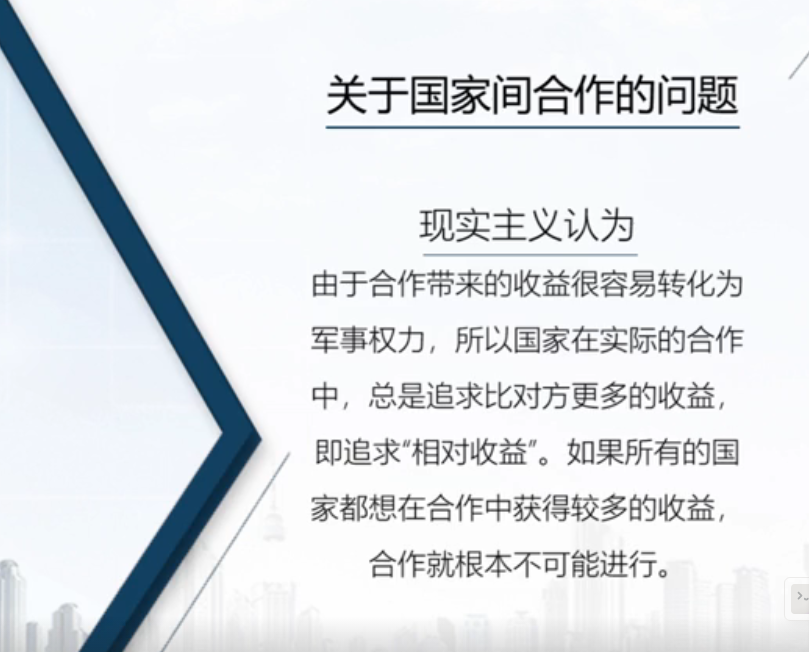 关于国家间合作的问题
现实主义认为
由于合作带来的收益很容易转化为
军事权力，所以国家在实际的合作
中，总是追求比对方更多的收益，
即追求“相对收益”。如果所有的国
家都想在合作中获得较多的收益，
合作就根本不可能进行。